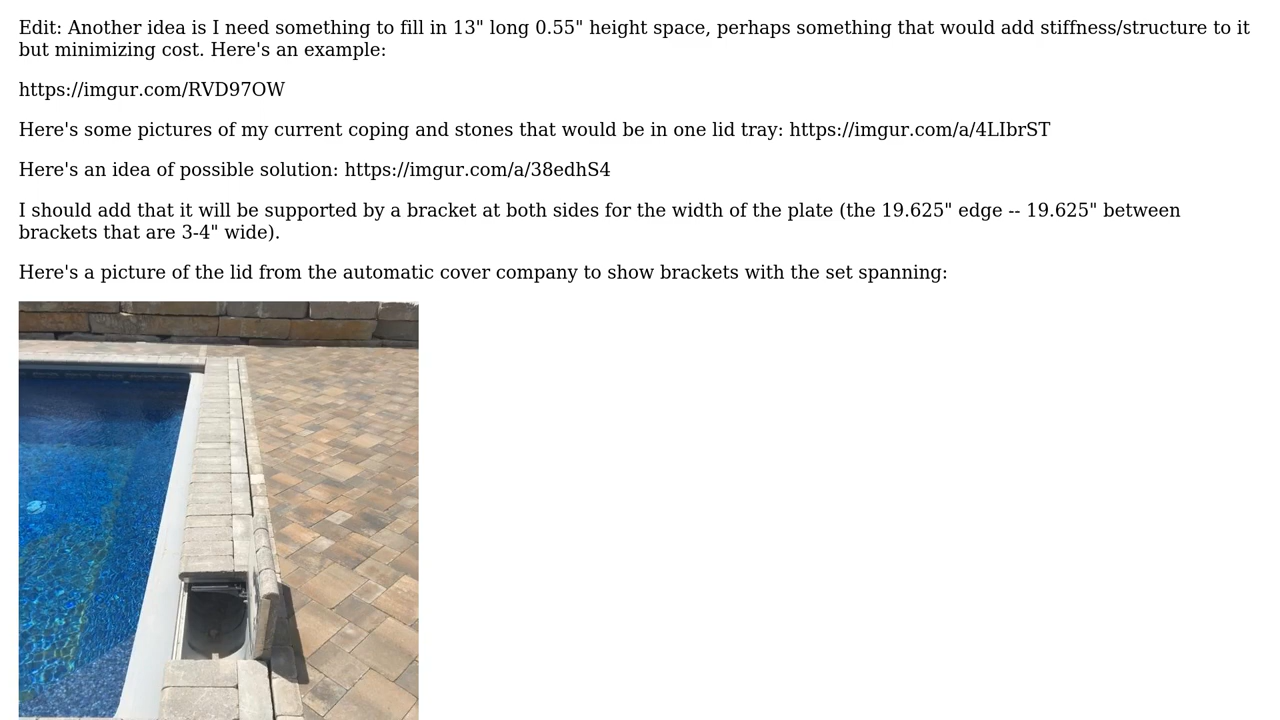 Edit: Another idea is I need something to fill in 13" long 0.55" height space, perhaps something that would add stiffness/structure to it
but minimizing cost. Here's an example:
https://imgur.com/RVD97OW
Here's some pictures of my current coping and stones that would be in one lid tray: https://imgur.com/a/4LIbrST
Here's an idea of possible solution: https://imgur.com/a/38edhS4
I should add that it will be supported by a bracket at both sides for the width of the plate (the 19.625" edge -- 19.625" between
brackets that are 3-4" wide).
Here's a picture of the lid from the automatic cover company to show brackets with the set spanning: